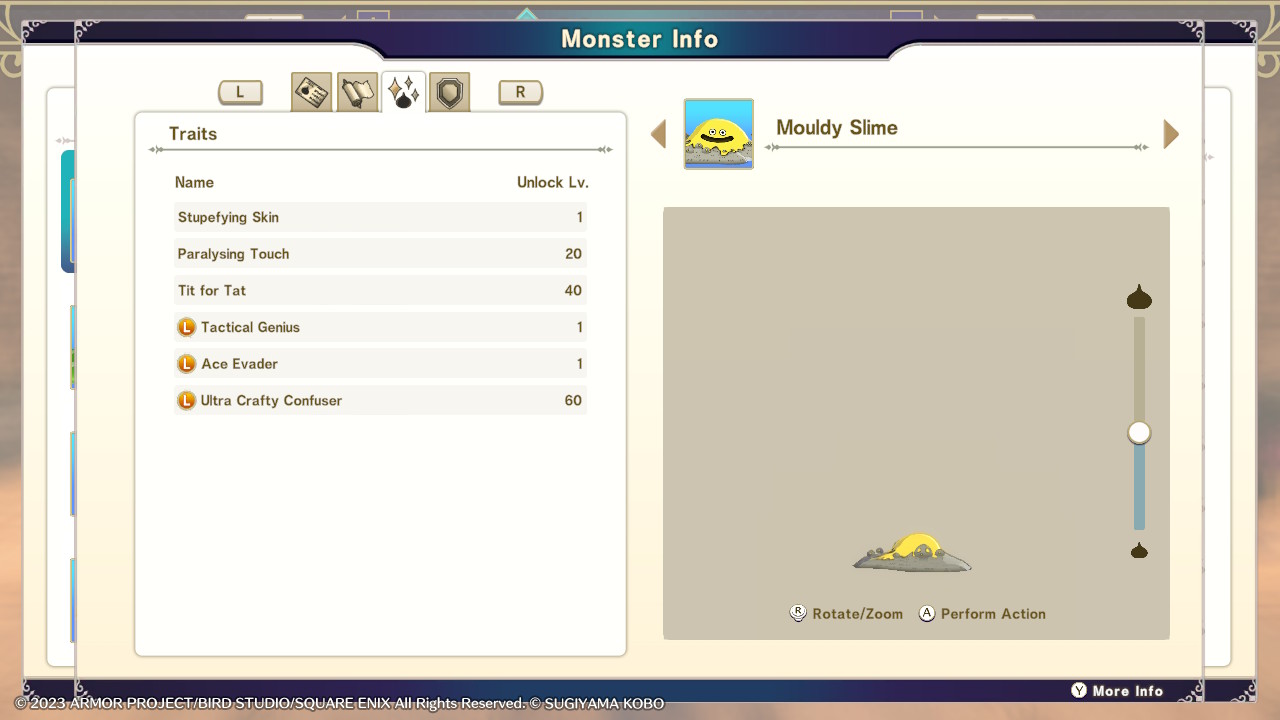 Monster Info
L
R
Traits
Mouldy Slime
Name Unlock Lv.
Stupefying Skin 1
Paralysing Touch 20
Tit for Tat 40
L Tactical Genius 1
L Ace Evader 1
L Ultra Crafty Confuser 60
R Rotate/Zoom A Perform Action
Y More Info
© 2023 ARMOR PROJECT/BIRD STUDIO/SQUARE ENIX All Rights Reserved. © SUGIYAMA KOBO